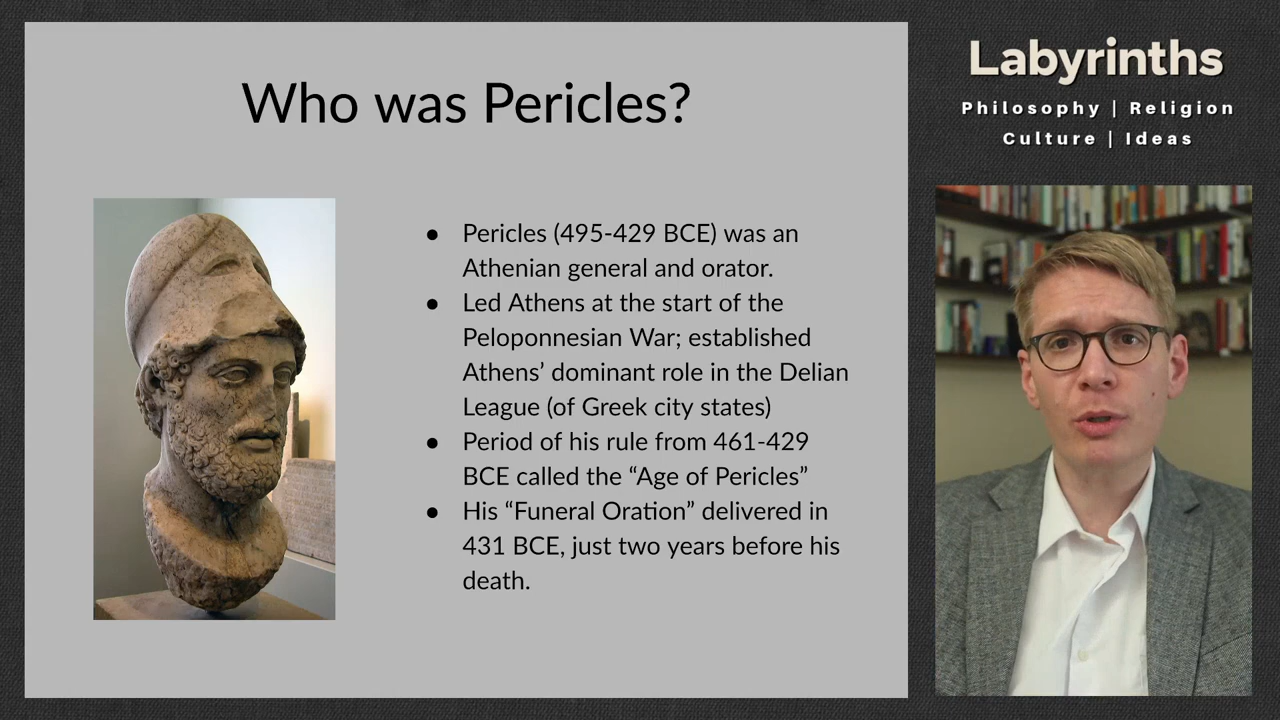 Who was Pericles?
● Pericles (495-429 BCE) was an
Athenian general and orator.
● Led Athens at the start of the
Peloponnesian War; established
Athens’ dominant role in the Delian
League (of Greek city states)
● Period of his rule from 461-429
BCE called the “Age of Pericles”
● His “Funeral Oration” delivered in
431 BCE, just two years before his
death.
Labyrinths
Philosophy | Religion
Culture | Ideas